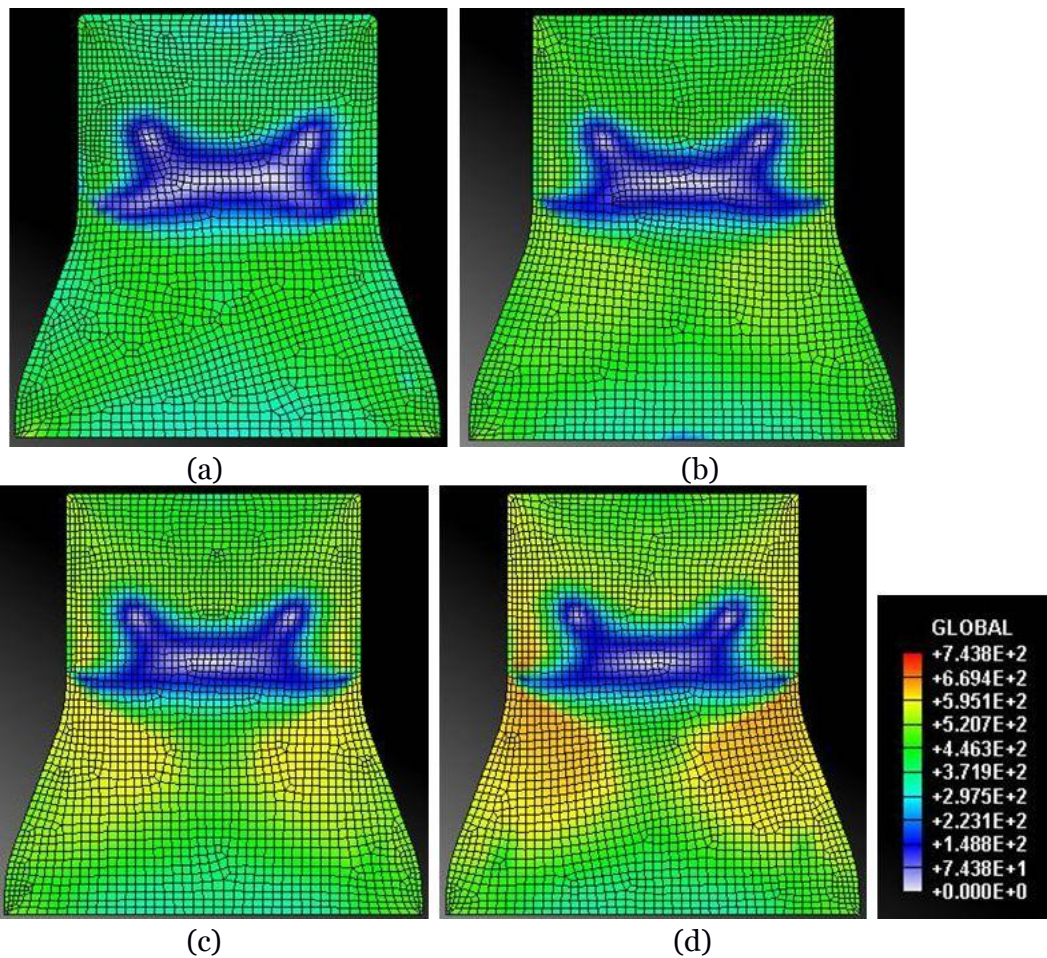 (a)
(b)
(c)
(d)
GLOBAL
+7.438E+2
+6.694E+2
+5.951E+2
+5.207E+2
+4.463E+2
+3.719E+2
+2.975E+2
+2.231E+2
+1.488E+2
+7.438E+1
+0.000E+0